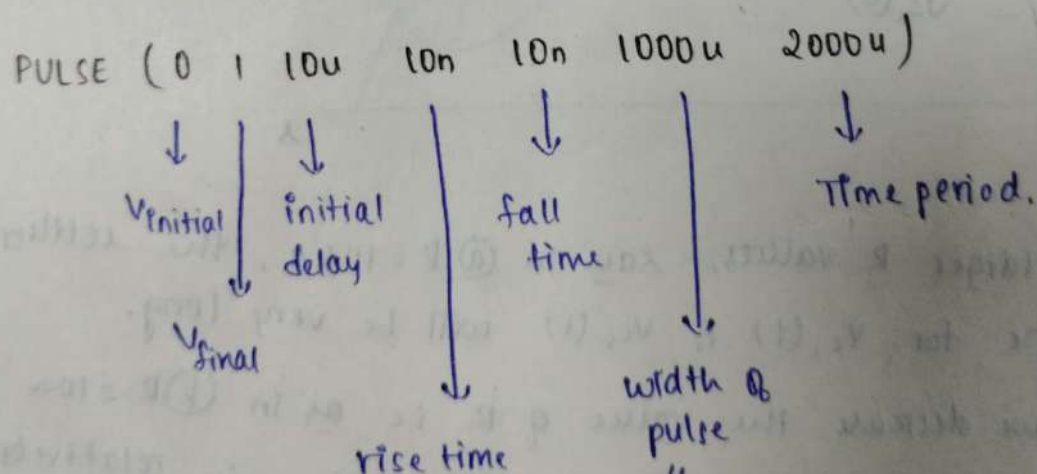 PULSE (0 1 10u 10n 10n 1000u 2000u)
Vinitial
initial
delay
fall
time
Time period.
Vfinal
width of
pulse
rise time